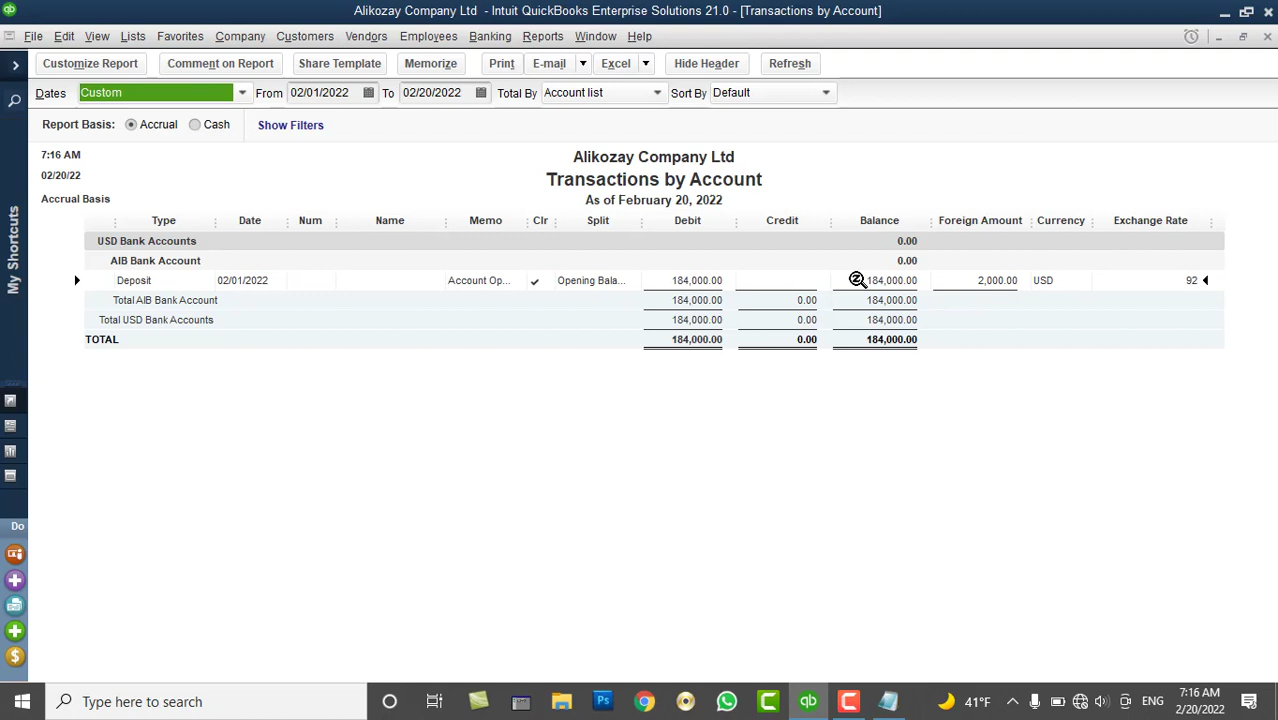 Alikozay Company Ltd - Intuit QuickBooks Enterprise Solutions 21.0 - [Transactions by Account]
File Edit View Lists Favorites Company Customers Vendors Employees Banking Reports Window Help
Customize Report Comment on Report Share Template Memorize Print E-mail Excel Hide Header Refresh
Dates Custom From 02/01/2022 To 02/20/2022 Total By Account list Sort By Default
Report Basis: Accrual Cash Show Filters
7:16 AM
Alikozay Company Ltd
02/20/22
Transactions by Account
Accrual Basis
As of February 20, 2022
Type Date Num Name Memo Clr Split Debit Credit Balance Foreign Amount Currency Exchange Rate
USD Bank Accounts 0.00
AIB Bank Account 0.00
Deposit 02/01/2022 Account Op... ✓ Opening Bala... 184,000.00 184,000.00 2,000.00 USD 92
Total AIB Bank Account 184,000.00 0.00 184,000.00
Total USD Bank Accounts 184,000.00 0.00 184,000.00
TOTAL 184,000.00 0.00 184,000.00
My Shortcuts
Do
Type here to search
Ps
qb
41°F
ENG
7:16 AM
2/20/2022